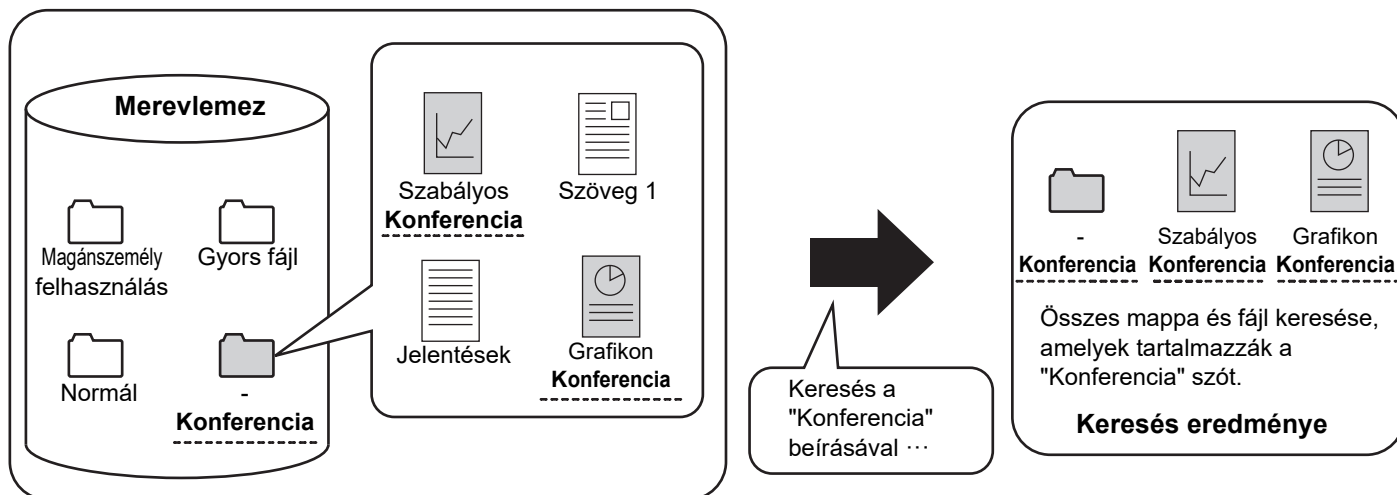 Merevlemez
Magánszemély
felhasználás
Gyors fájl
Normál
-
Konferencia
Szabályos
Konferencia
Szöveg 1
Jelentések
Grafikon
Konferencia
Keresés a
"Konferencia"
beírásával ···
-
Konferencia
Szabályos
Konferencia
Grafikon
Konferencia
Összes mappa és fájl keresése,
amelyek tartalmazzák a
"Konferencia" szót.
Keresés eredménye